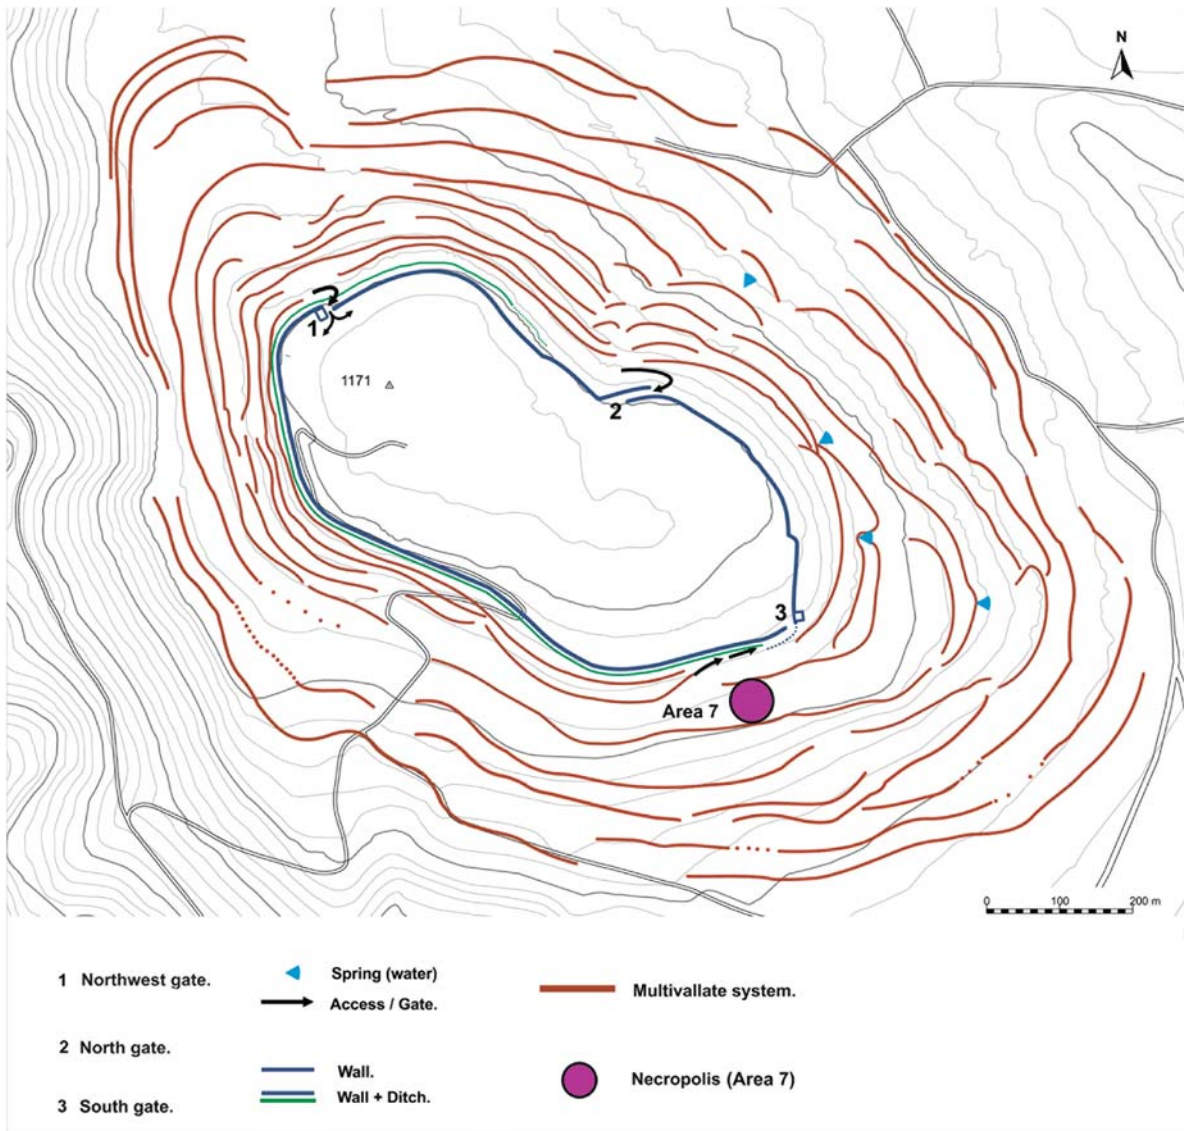 N
1
1171
2
3
Area 7
0 100 200 m
1 Northwest gate.
Spring (water)
Access / Gate.
Multivallate system.
2 North gate.
Wall.
Wall + Ditch.
Necropolis (Area 7)
3 South gate.